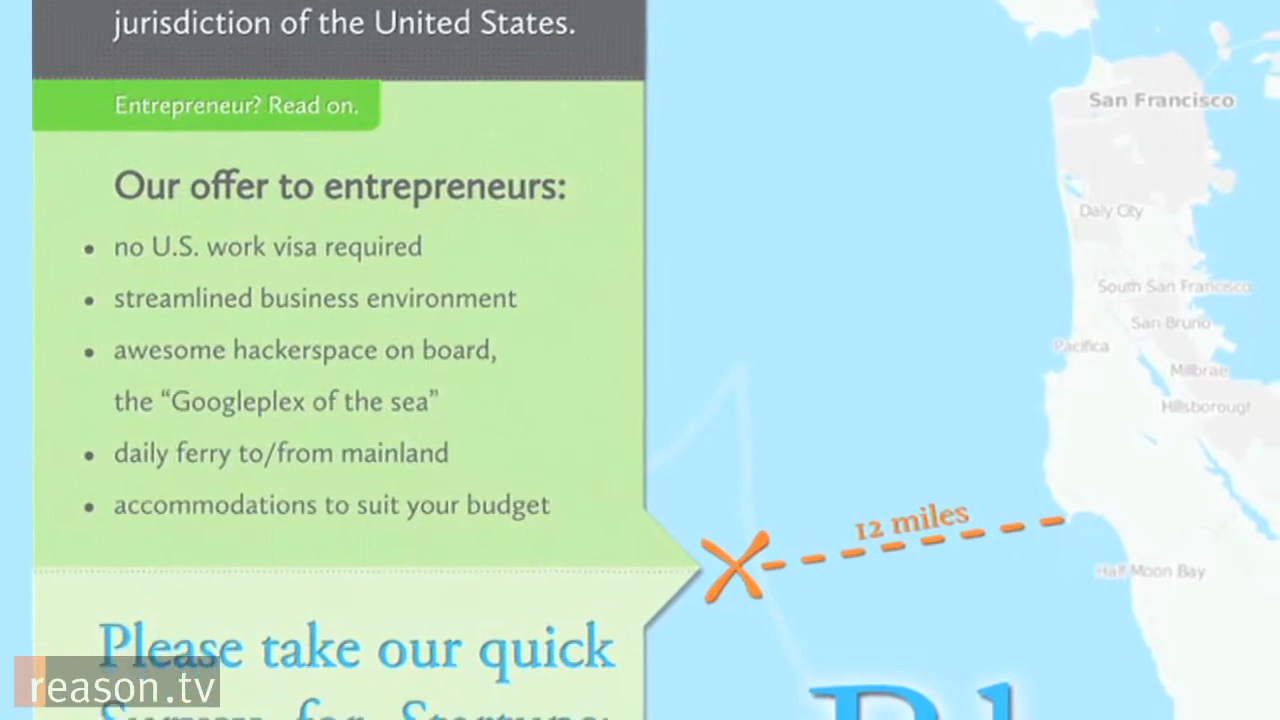 jurisdiction of the United States.
Entrepreneur? Read on.
Our offer to entrepreneurs:
• no U.S. work visa required
• streamlined business environment
• awesome hackerspace on board,
the “Googleplex of the sea”
• daily ferry to/from mainland
• accommodations to suit your budget
Please take our quick
San Francisco
Daly City
South San Francisco
San Bruno
Pacifica
Millbrae
12 miles
Half Moon Bay
reason.tv